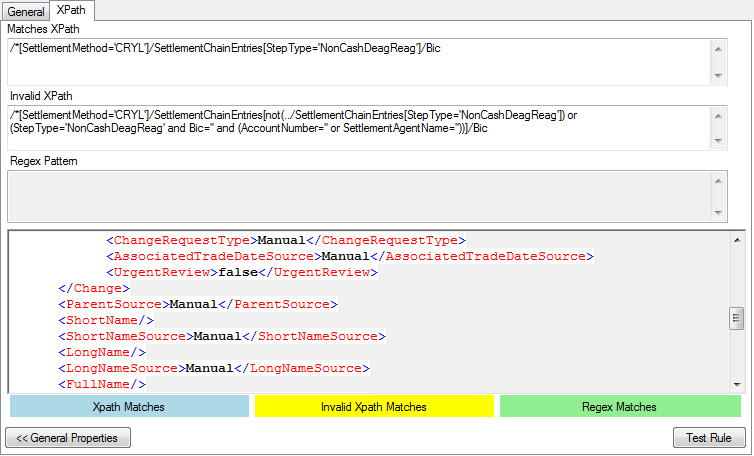 General
XPath
Matches XPath
/*[SettlementMethod='CRYL']/SettlementChainEntries[StepType='NonCashDeagReag']/Bic
Invalid XPath
/*[SettlementMethod='CRYL']/SettlementChainEntries[not(../SettlementChainEntries[StepType='NonCashDeagReag']) or
(StepType='NonCashDeagReag' and Bic='' and (AccountNumber='' or SettlementAgentName=''))]/Bic
Regex Pattern
<ChangeRequestType>Manual</ChangeRequestType>
<AssociatedTradeDateSource>Manual</AssociatedTradeDateSource>
<UrgentReview>false</UrgentReview>
</Change>
<ParentSource>Manual</ParentSource>
<ShortName/>
<ShortNameSource>Manual</ShortNameSource>
<LongName/>
<LongNameSource>Manual</LongNameSource>
<FullName/>
Xpath Matches
Invalid Xpath Matches
Regex Matches
<< General Properties
Test Rule